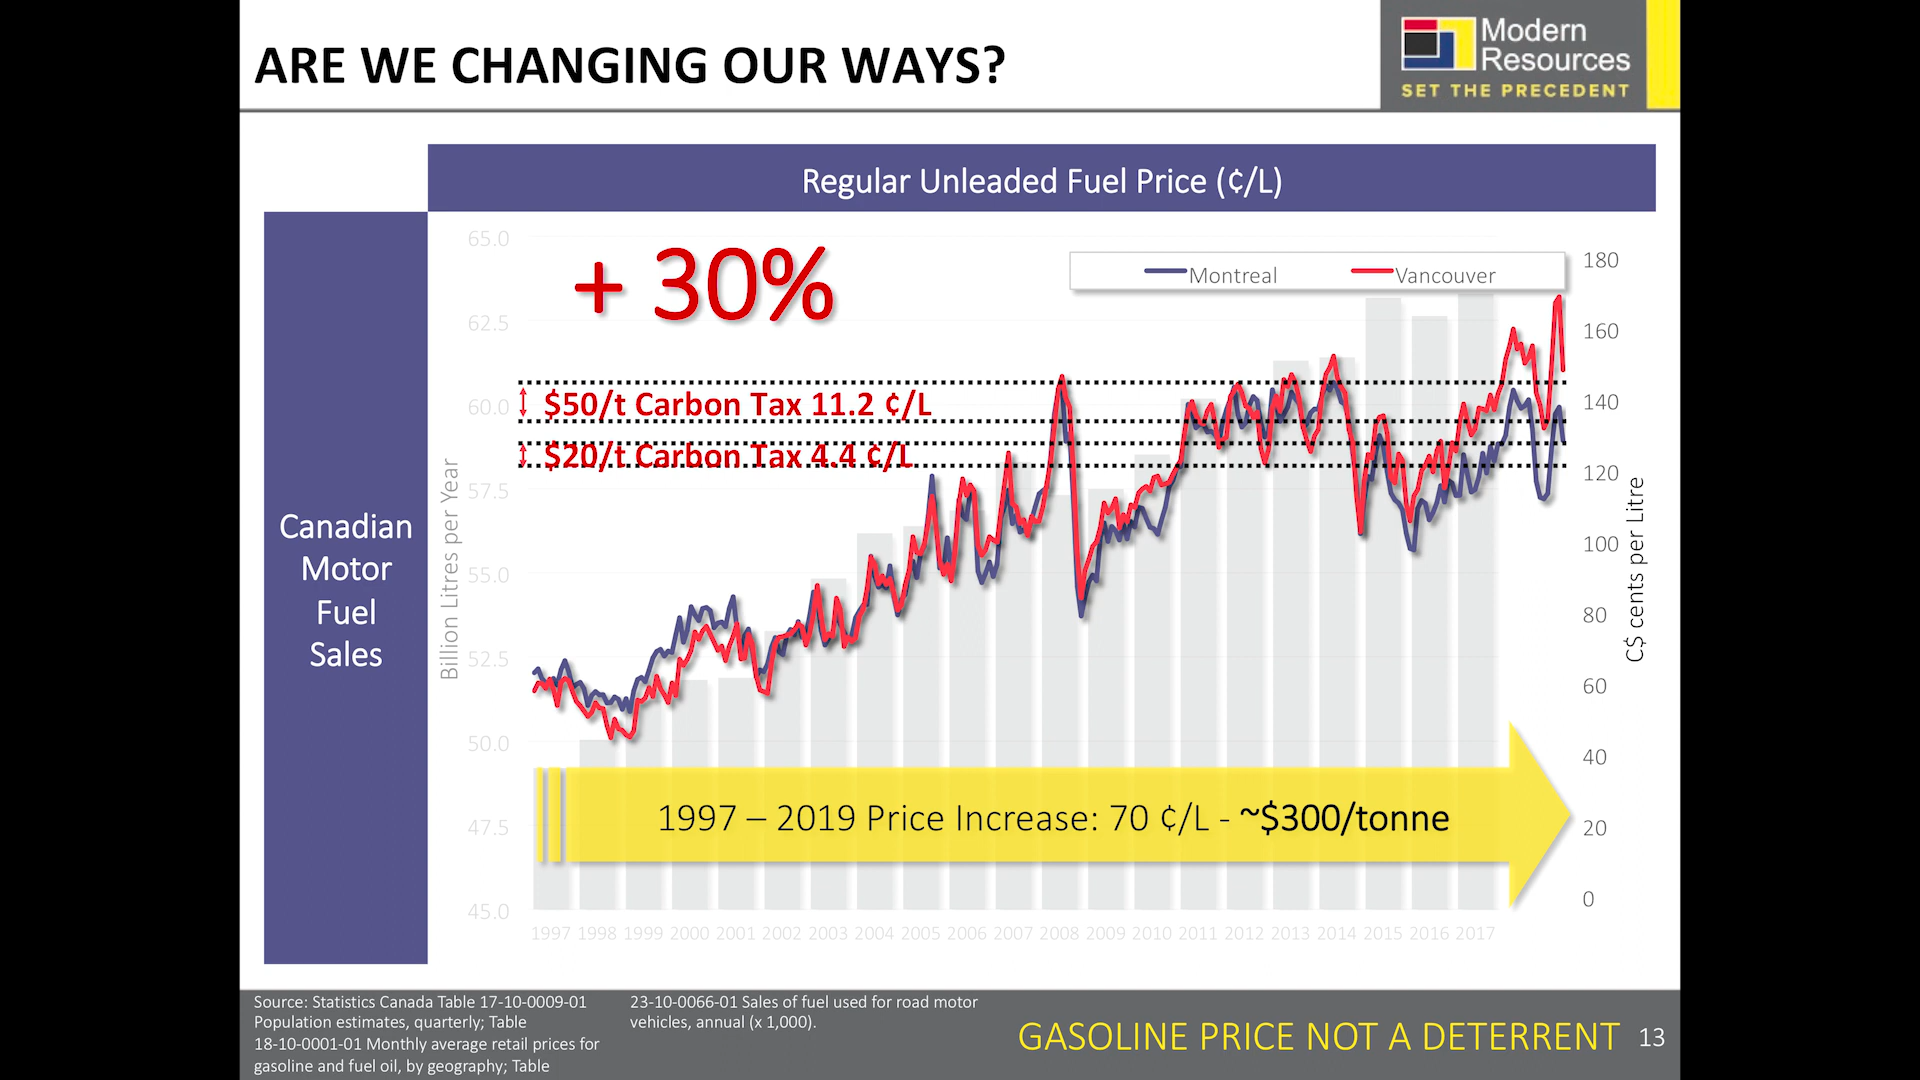 ARE WE CHANGING OUR WAYS?
Modern
Resources
SET THE PRECEDENT
Regular Unleaded Fuel Price (¢/L)
Canadian
Motor
Fuel
Sales
Billion Litres per Year
65.0
62.5
60.0
57.5
55.0
52.5
50.0
47.5
45.0
+ 30%
Montreal
Vancouver
$50/t Carbon Tax 11.2 ¢/L
$20/t Carbon Tax 4.4 ¢/L
180
160
140
120
100
80
60
40
20
0
C$ cents per Litre
1997 – 2019 Price Increase: 70 ¢/L - ~$300/tonne
1997 1998 1999 2000 2001 2002 2003 2004 2005 2006 2007 2008 2009 2010 2011 2012 2013 2014 2015 2016 2017
Source: Statistics Canada Table 17-10-0009-01
Population estimates, quarterly; Table
18-10-0001-01 Monthly average retail prices for
gasoline and fuel oil, by geography; Table
23-10-0066-01 Sales of fuel used for road motor
vehicles, annual (x 1,000).
GASOLINE PRICE NOT A DETERRENT
13